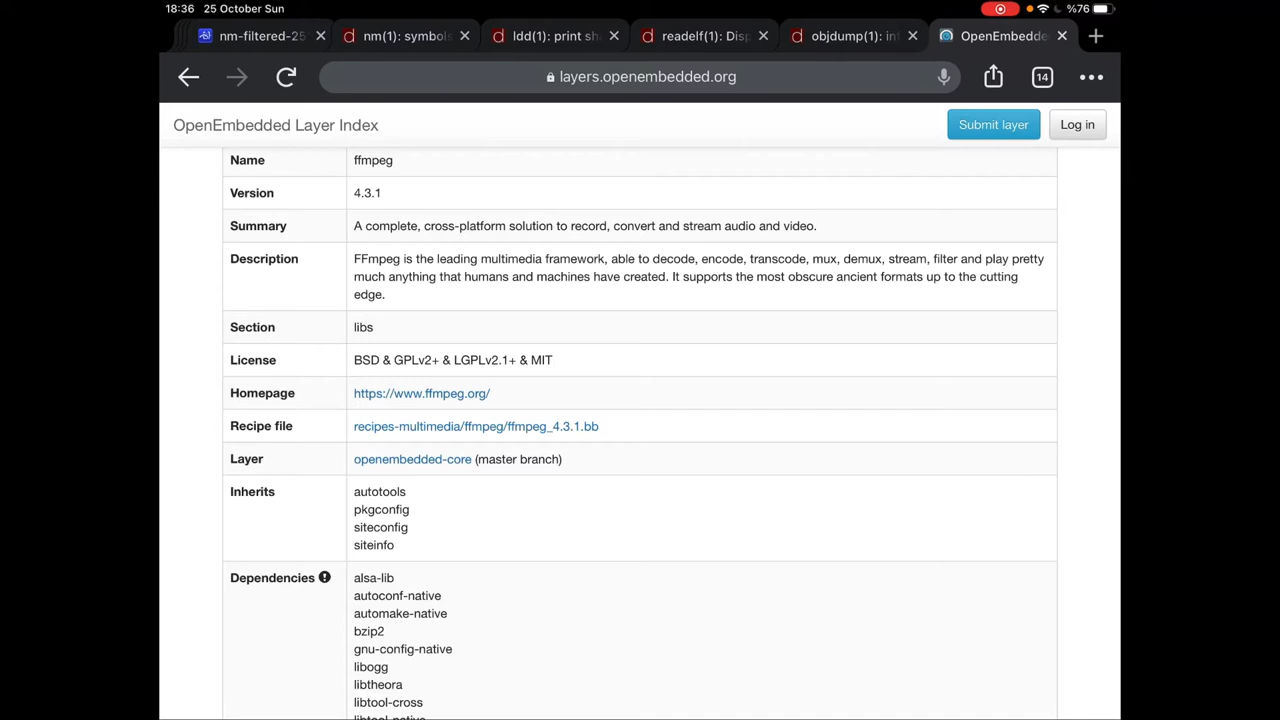 18:36 25 October Sun %76
nm-filtered-25 nm(1): symbols ldd(1): print sh readelf(1): Disp objdump(1): inf OpenEmbedde
layers.openembedded.org 14
OpenEmbedded Layer Index Submit layer Log in
Name ffmpeg
Version 4.3.1
Summary A complete, cross-platform solution to record, convert and stream audio and video.
Description FFmpeg is the leading multimedia framework, able to decode, encode, transcode, mux, demux, stream, filter and play pretty
much anything that humans and machines have created. It supports the most obscure ancient formats up to the cutting
edge.
Section libs
License BSD & GPLv2+ & LGPLv2.1+ & MIT
Homepage https://www.ffmpeg.org/
Recipe file recipes-multimedia/ffmpeg/ffmpeg_4.3.1.bb
Layer openembedded-core (master branch)
Inherits autotools
pkgconfig
siteconfig
siteinfo
Dependencies alsa-lib
autoconf-native
automake-native
bzip2
gnu-config-native
libogg
libtheora
libtool-cross
libtool-native